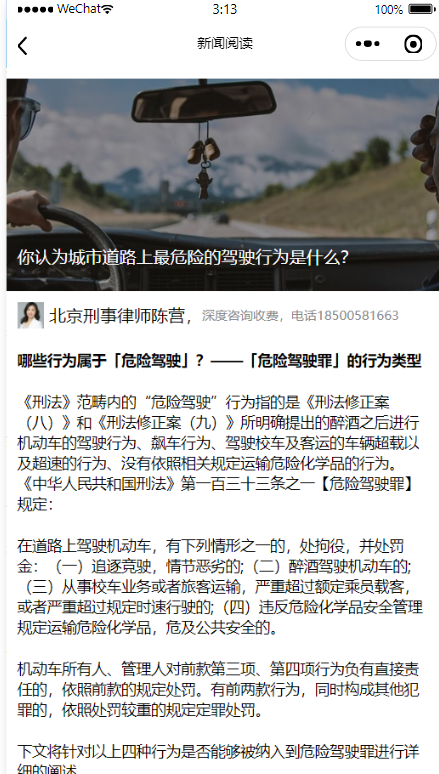 WeChat
3:13
100%
新闻阅读
你认为城市道路上最危险的驾驶行为是什么？
北京刑事律师陈营，深度咨询收费，电话18500581663
哪些行为属于「危险驾驶」？——「危险驾驶罪」的行为类型
《刑法》范畴内的“危险驾驶”行为指的是《刑法修正案
（八）》和《刑法修正案（九）》所明确提出的醉酒之后进行
机动车的驾驶行为、飙车行为、驾驶校车及客运的车辆超载以
及超速的行为、没有依照相关规定运输危险化学品的行为。
《中华人民共和国刑法》第一百三十三条之一【危险驾驶罪】
规定：
在道路上驾驶机动车，有下列情形之一的，处拘役，并处罚
金：（一）追逐竞驶，情节恶劣的;（二）醉酒驾驶机动车的;
（三）从事校车业务或者旅客运输，严重超过额定乘员载客，
或者严重超过规定时速行驶的;（四）违反危险化学品安全管理
规定运输危险化学品，危及公共安全的。
机动车所有人、管理人对前款第三项、第四项行为负有直接责
任的，依照前款的规定处罚。有前两款行为，同时构成其他犯
罪的，依照处罚较重的规定定罪处罚。
下文将针对以上四种行为是否能够被纳入到危险驾驶罪进行详
细的阐述